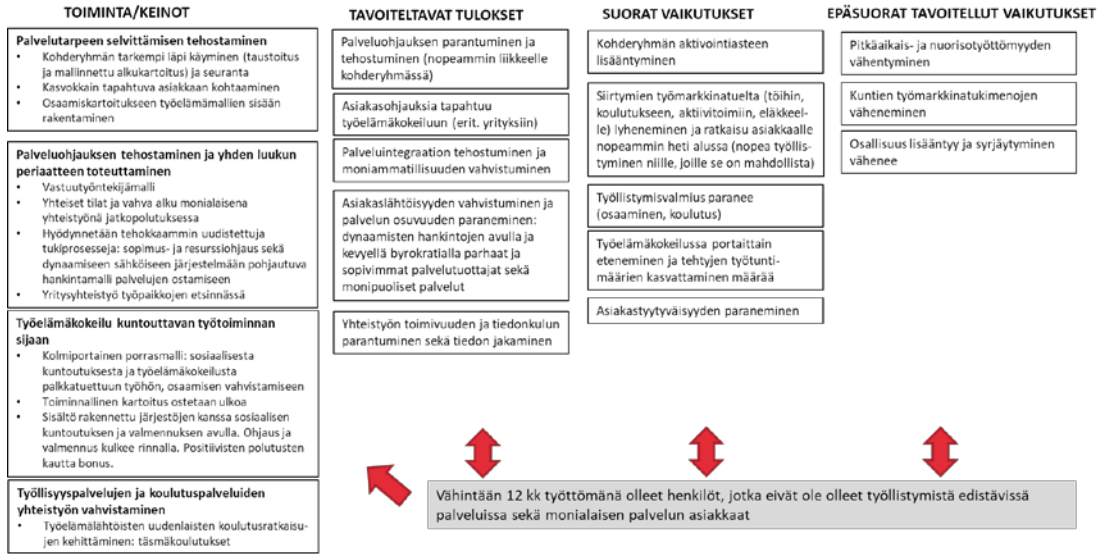 TOIMINTA/KEINOT
Palvelutarpeen selvittämisen tehostaminen
• Kohderyhmän tarkempi läpi käyminen (taustoitus
ja mallinnettu alkukartoitus) ja seuranta
• Kasvokkain tapahtuva asiakkaan kohtaaminen
• Osaamiskartoitukseen työelämämallien sisään
rakentaminen
Palveluohjauksen tehostaminen ja yhden luukun
periaatteen toteuttaminen
• Vastuutyöntekijämalli
• Yhteiset tilat ja vahva alku monialaisena
yhteistyönä jatkopolutuksessa
• Hyödynnetään tehokkaammin uudistettuja
tukiprosesseja: sopimus- ja resurssiohjaus sekä
dynaamiseen sähköiseen järjestelmään pohjautuva
hankintamalli palvelujen ostamiseen
• Yritysyhteistyö työpaikkojen etsinnässä
Työelämäkokeilu kuntouttavan työtoiminnan
sijaan
• Kolmiportainen porrasmalli: sosiaalisesta
kuntoutuksesta ja työelämäkokeilusta
palkkatuettuun työhön, osaamisen vahvistamiseen
• Toiminnallinen kartoitus ostetaan ulkoa
• Sisältö rakennettu järjestöjen kanssa sosiaalisen
kuntoutuksen ja valmennuksen avulla. Ohjaus ja
valmennus kulkee rinnalla. Positiivisten polutusten
kautta bonus.
Työllisyyspalvelujen ja koulutuspalveluiden
yhteistyön vahvistaminen
• Työelämälähtöisten uudenlaisten koulutusratkaisu-
jen kehittäminen: täsmäkoulutukset
TAVOITELTAVAT TULOKSET
Palveluohjauksen parantuminen ja
tehostuminen (nopeammin liikkeelle
kohderyhmässä)
Asiakasohjauksia tapahtuu
työelämäkokeiluun (erit. yrityksiin)
Palveluintegraation tehostuminen ja
moniammatillisuuden vahvistuminen
Asiakaslähtöisyyden vahvistuminen ja
palvelun osuvuuden paraneminen:
dynaamisten hankintojen avulla ja
kevyellä byrokratialla parhaat ja
sopivimmat palvelutuottajat sekä
monipuoliset palvelut
Yhteistyön toimivuuden ja tiedonkulun
parantuminen sekä tiedon jakaminen
SUORAT VAIKUTUKSET
Kohderyhmän aktivointiasteen
lisääntyminen
Siirtymien työmarkkinatuelta (töihin,
koulutukseen, aktiivitoimiin, eläkkeel-
le) lyheneminen ja ratkaisu asiakkaalle
nopeammin heti alussa (nopea työllis-
tyminen niille, joille se on mahdollista)
Työllistymisvalmius paranee
(osaaminen, koulutus)
Työelämäkokeilussa portaittain
eteneminen ja tehtyjen työtunti-
määrien kasvattaminen määrää
Asiakastyytyväisyyden paraneminen
EPÄSUORAT TAVOITELLUT VAIKUTUKSET
Pitkäaikais- ja nuorisotyöttömyyden
vähentyminen
Kuntien työmarkkinatukimenojen
väheneminen
Osallisuus lisääntyy ja syrjäytyminen
vähenee
Vähintään 12 kk työttömänä olleet henkilöt, jotka eivät ole olleet työllistymistä edistävissä
palveluissa sekä monialaisen palvelun asiakkaat